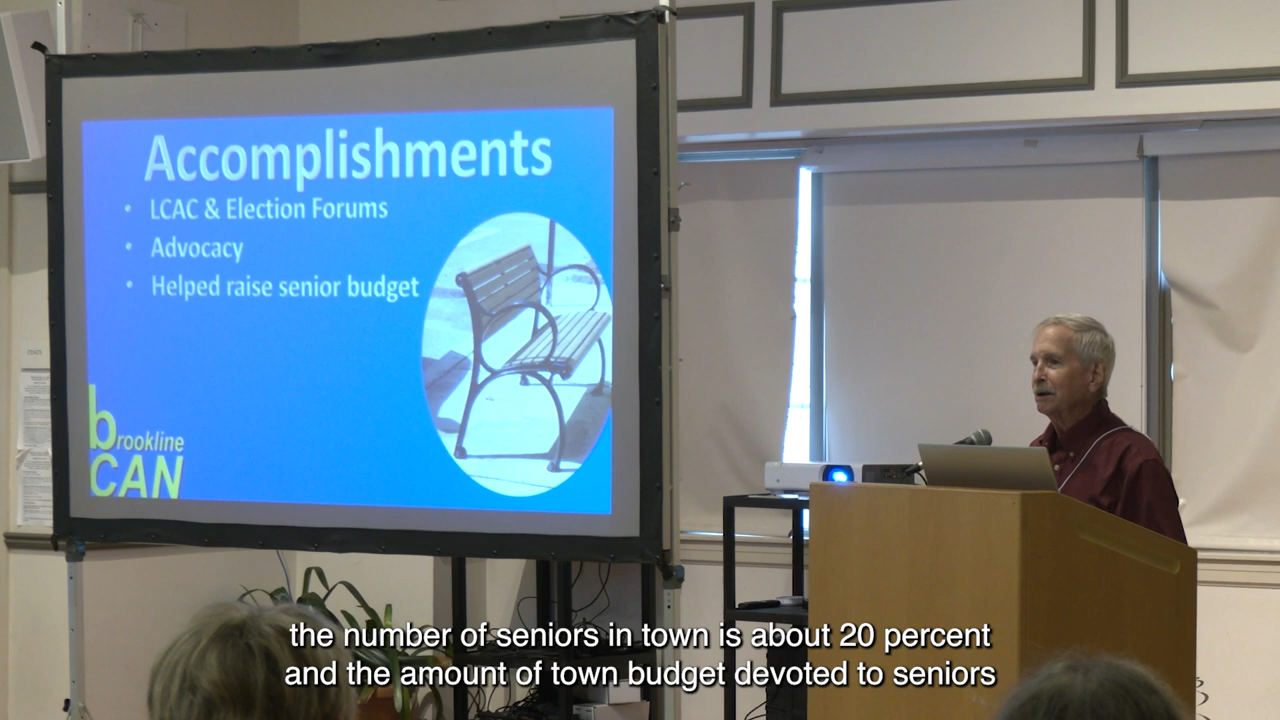 Accomplishments
• LCAC & Election Forums
• Advocacy
• Helped raise senior budget
brookline
CAN
the number of seniors in town is about 20 percent
and the amount of town budget devoted to seniors